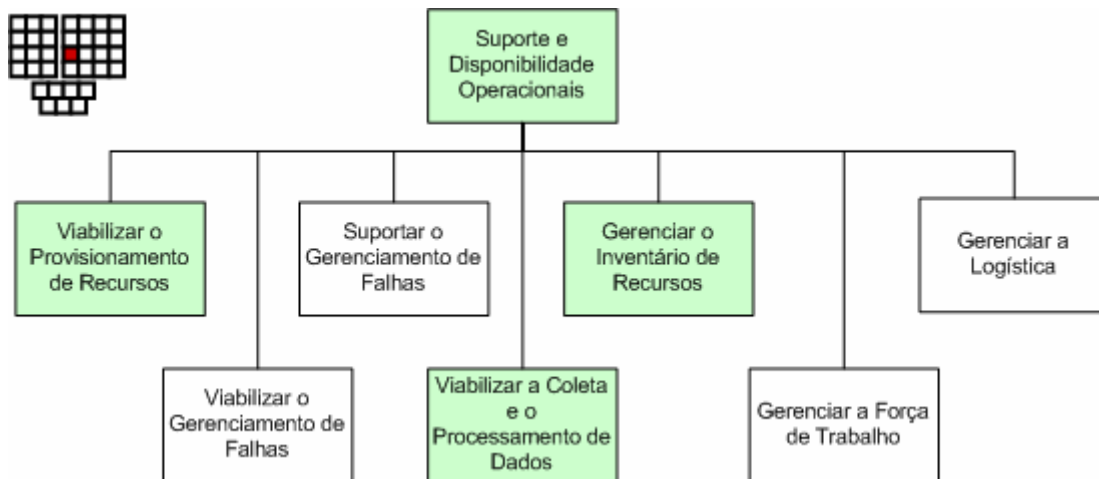 Suporte e
Disponibilidade
Operacionais
Viabilizar o
Provisionamento
de Recursos
Suportar o
Gerenciamento de
Falhas
Gerenciar o
Inventário de
Recursos
Gerenciar a
Logística
Viabilizar o
Gerenciamento de
Falhas
Viabilizar a Coleta
e o
Processamento de
Dados
Gerenciar a Força
de Trabalho